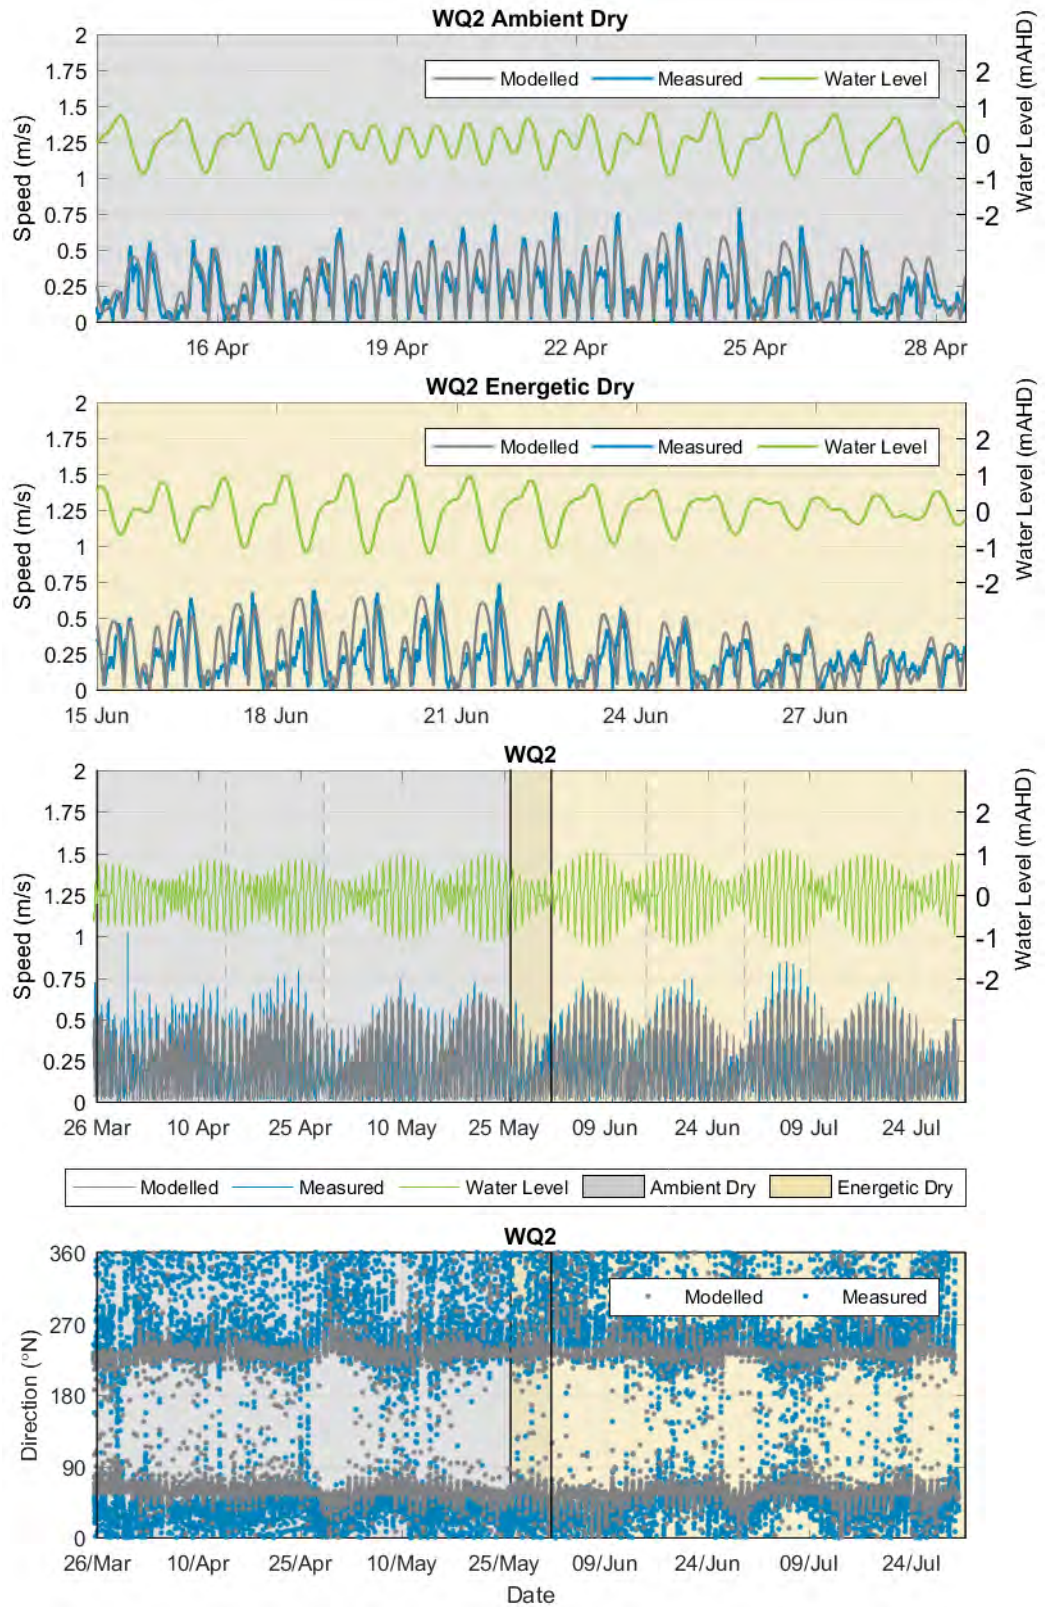 WQ2 Ambient Dry
Speed (m/s)
2
1.75
1.5
1.25
1
0.75
0.5
0.25
0
Modelled Measured Water Level
2
1
0
-1
-2
Water Level (mAHD)
16 Apr 19 Apr 22 Apr 25 Apr 28 Apr
WQ2 Energetic Dry
Speed (m/s)
2
1.75
1.5
1.25
1
0.75
0.5
0.25
0
Modelled Measured Water Level
2
1
0
-1
-2
Water Level (mAHD)
15 Jun 18 Jun 21 Jun 24 Jun 27 Jun
WQ2
Speed (m/s)
2
1.75
1.5
1.25
1
0.75
0.5
0.25
0
2
1
0
-1
-2
Water Level (mAHD)
26 Mar 10 Apr 25 Apr 10 May 25 May 09 Jun 24 Jun 09 Jul 24 Jul
Modelled Measured Water Level Ambient Dry Energetic Dry
WQ2
Direction (°N)
360
270
180
90
0
Modelled Measured
26/Mar 10/Apr 25/Apr 10/May 25/May 09/Jun 24/Jun 09/Jul 24/Jul
Date